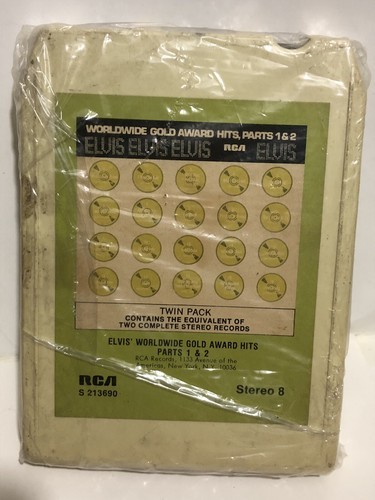 WORLDWIDE GOLD AWARD HITS, PARTS 1 & 2
ELVIS ELVIS ELVIS RCA ELVIS
TWIN PACK
CONTAINS THE EQUIVALENT OF
TWO COMPLETE STEREO RECORDS
ELVIS' WORLDWIDE GOLD AWARD HITS
PARTS 1 & 2
RCA Records, 1133 Avenue of the
Americas, New York, N.Y. 10036
RCA
S 213690
Stereo 8